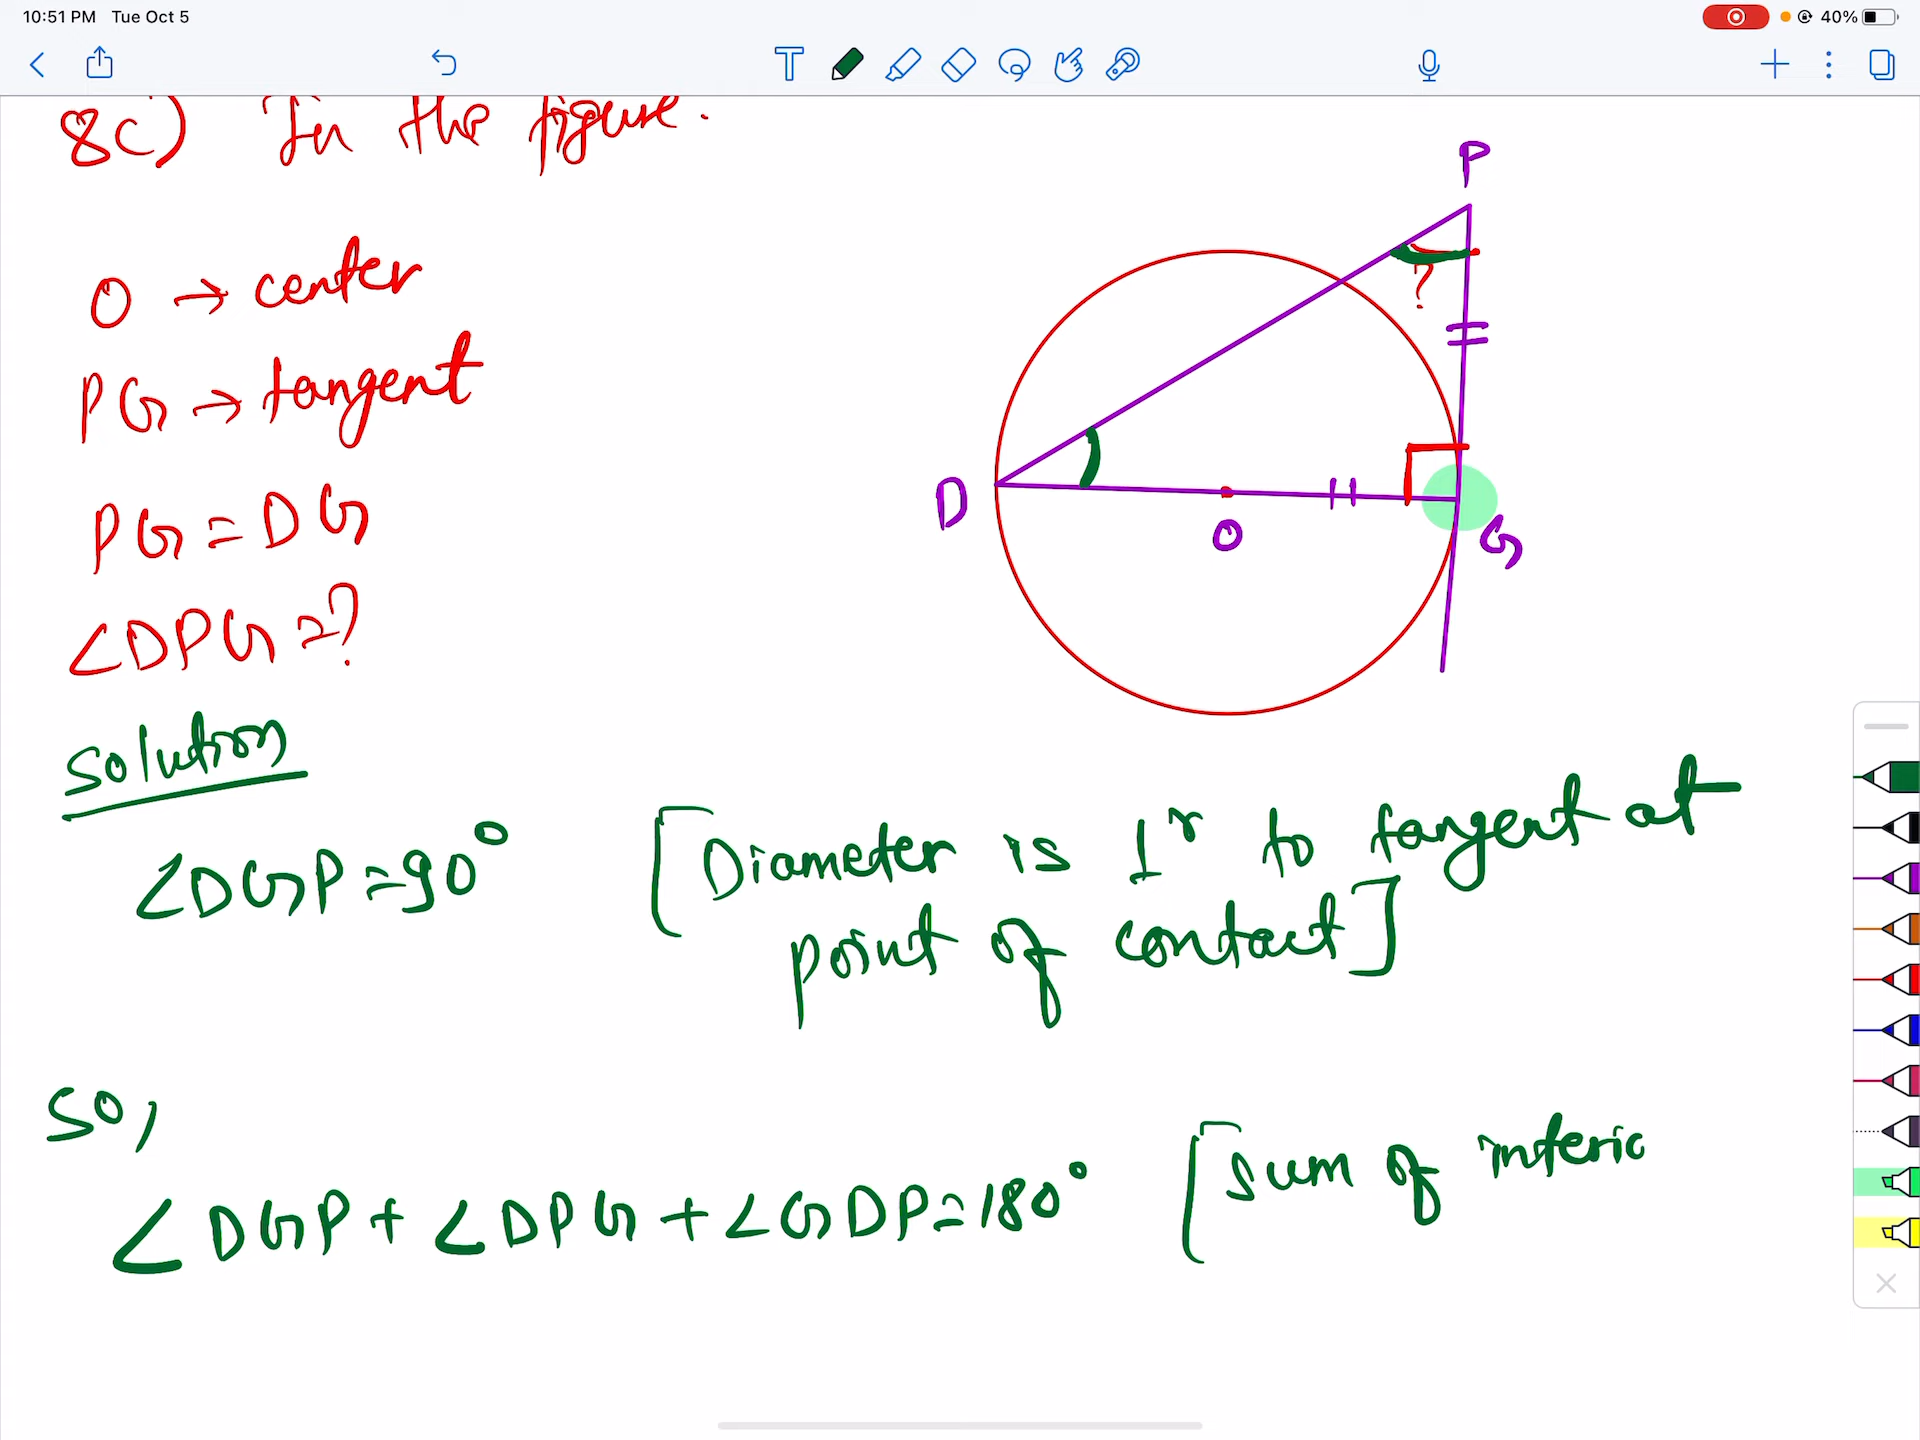 10:51 PM Tue Oct 5
40%
8c) In the figure.
O → center
PG → tangent
PG = DG
∠DPG = ?
P
?
D
O
G
Solution
∠DGP = 90° [Diameter is ⊥r to tangent at
point of contact]
So,
∠DGP + ∠DPG + ∠GDP = 180° [Sum of interio